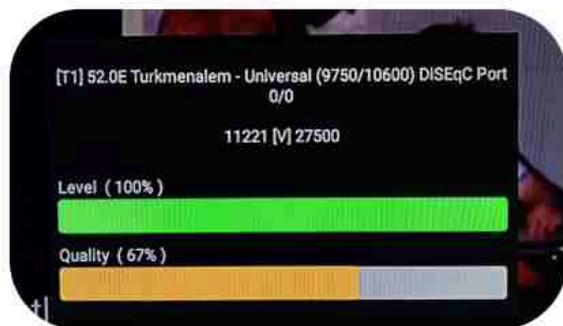 [T1] 52.0E Turkmenalem - Universal (9750/10600) DISEqC Port
0/0
11221 [V] 27500
Level ( 100% )
Quality ( 67% )